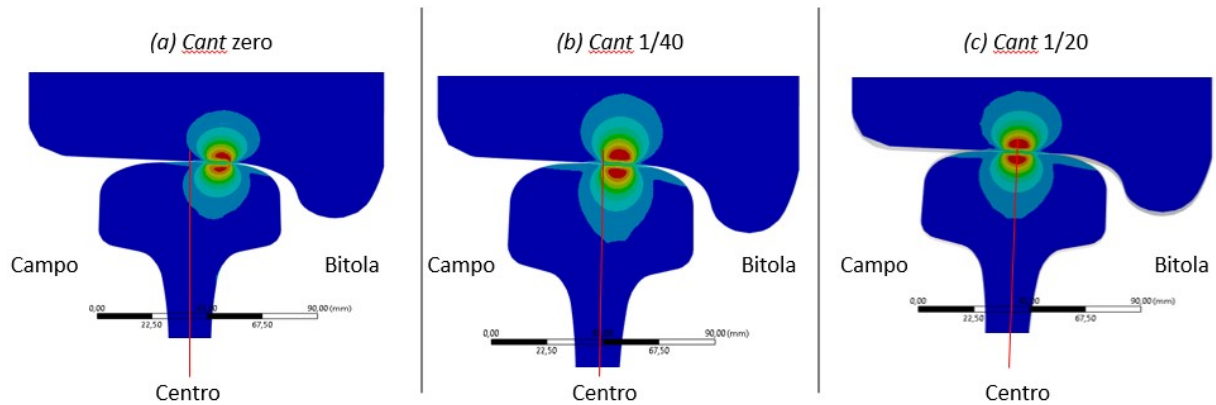 (a) Cant zero
Campo
Bitola
0,00
90,00 (mm)
22,50
67,50
Centro
(b) Cant 1/40
Campo
Bitola
0,00
90,00 (mm)
22,50
67,50
Centro
(c) Cant 1/20
Campo
Bitola
0,00
90,00 (mm)
22,50
67,50
Centro